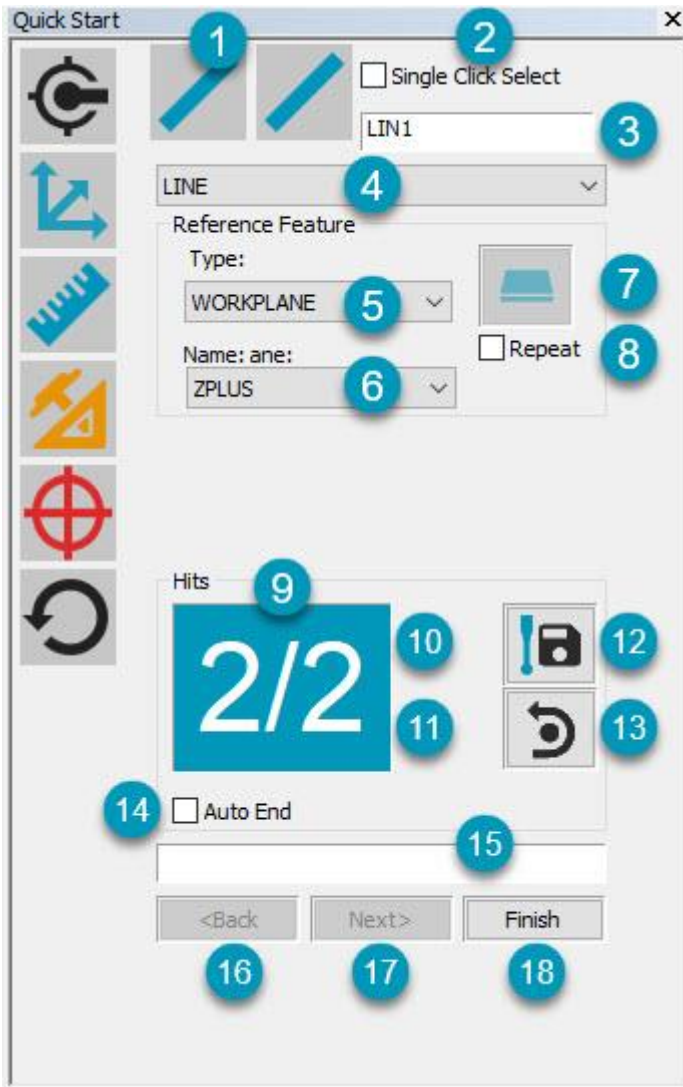 Quick Start
1
2
Single Click Select
LIN1
3
LINE
4
Reference Feature
Type:
WORKPLANE
5
7
Name: ane:
Repeat
8
ZPLUS
6
Hits
9
2/2
10
11
12
13
14
Auto End
15
<Back
Next>
Finish
16
17
18